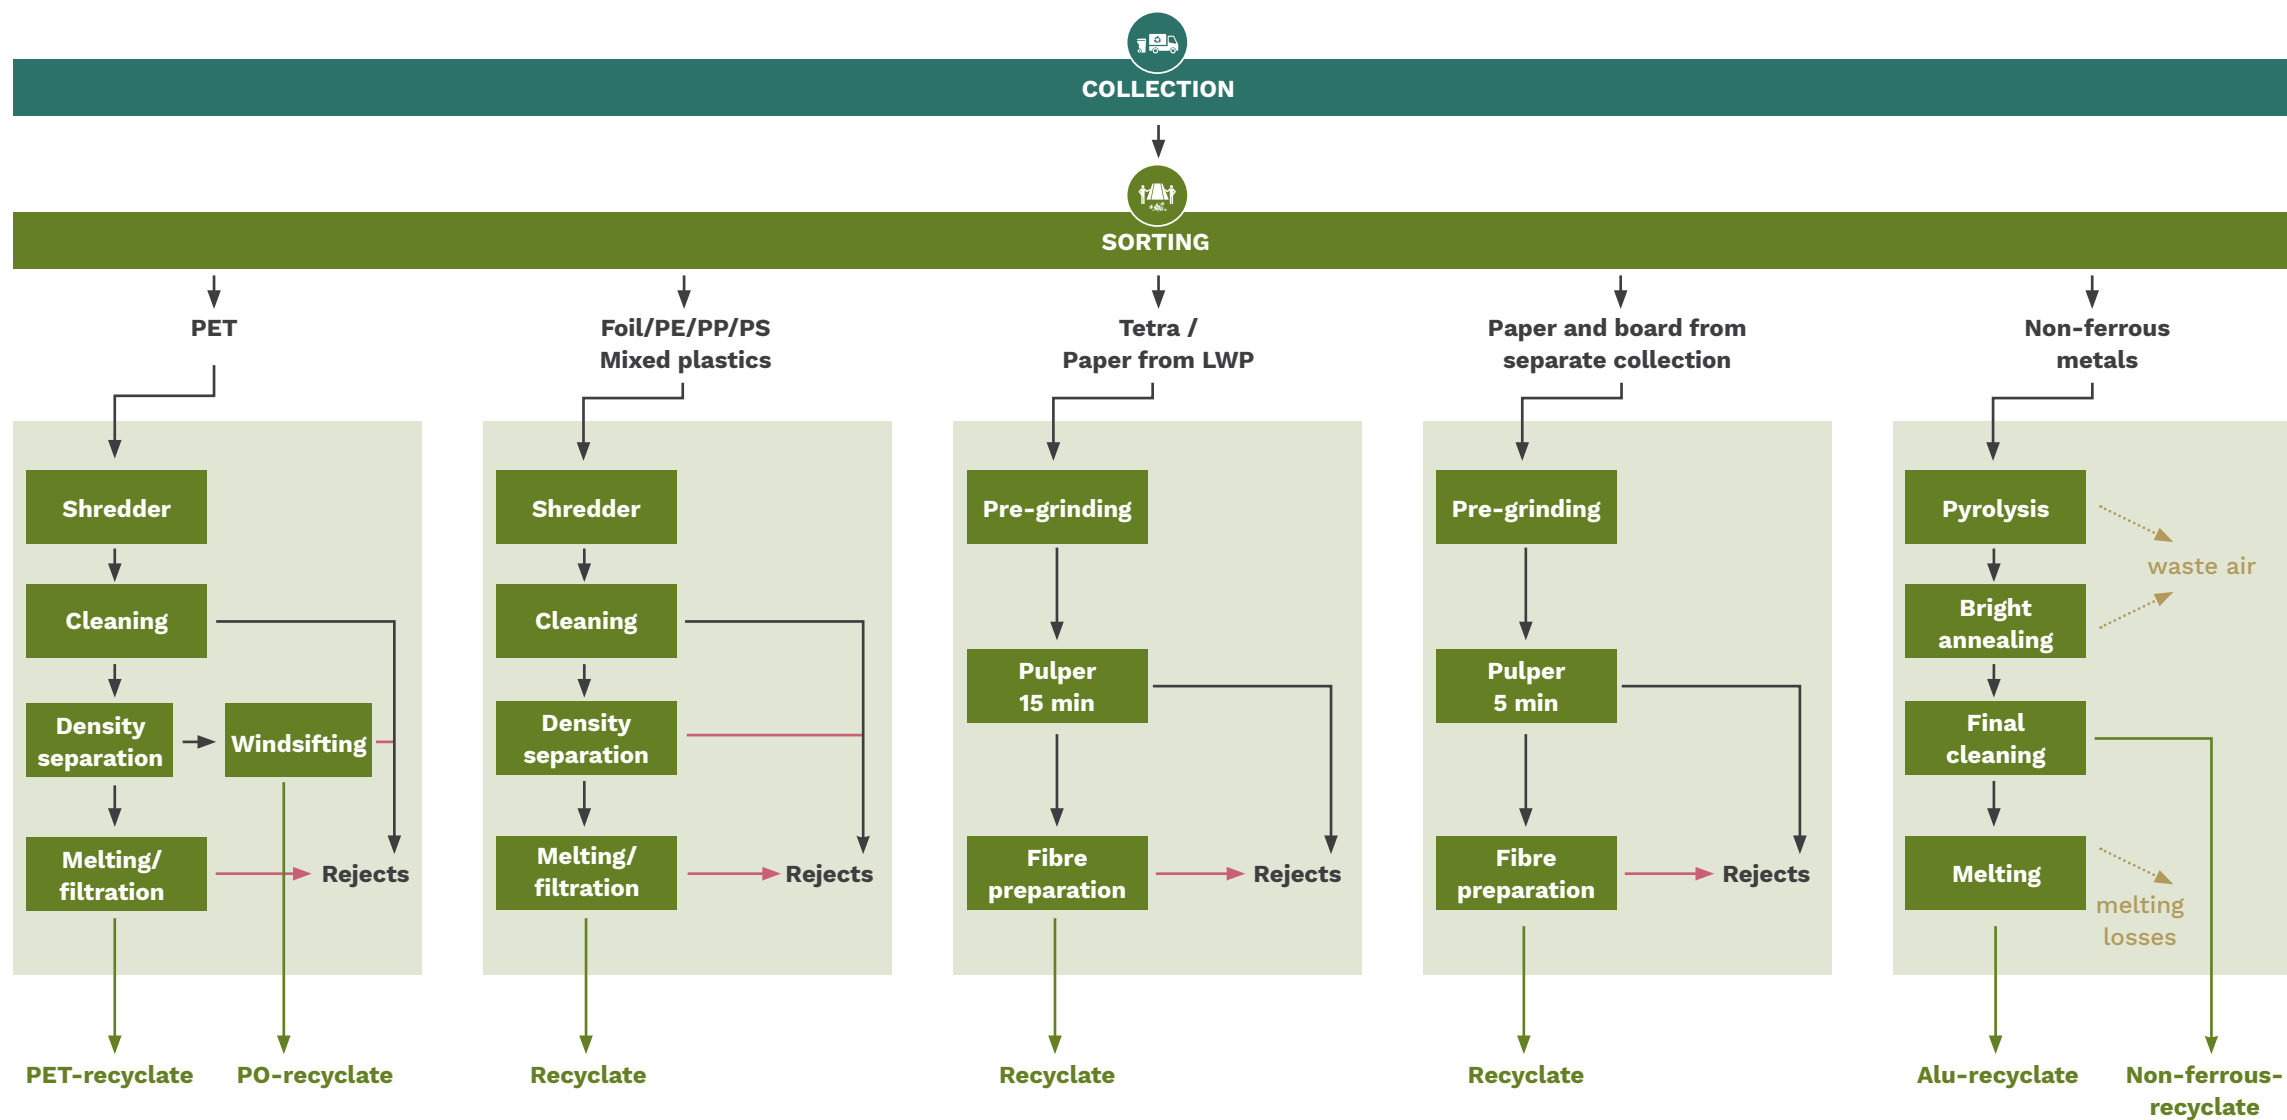 COLLECTION
SORTING
PET
Foil/PE/PP/PS
Mixed plastics
Tetra /
Paper from LWP
Paper and board from
separate collection
Non-ferrous
metals
Shredder
Cleaning
Density
separation
Windsifting
Melting/
filtration
Rejects
PET-recyclate
PO-recyclate
Shredder
Cleaning
Density
separation
Melting/
filtration
Rejects
Recyclate
Pre-grinding
Pulper
15 min
Fibre
preparation
Rejects
Recyclate
Pre-grinding
Pulper
5 min
Fibre
preparation
Rejects
Recyclate
Pyrolysis
waste air
Bright
annealing
Final
cleaning
Melting
melting
losses
Alu-recyclate
Non-ferrous-
recyclate